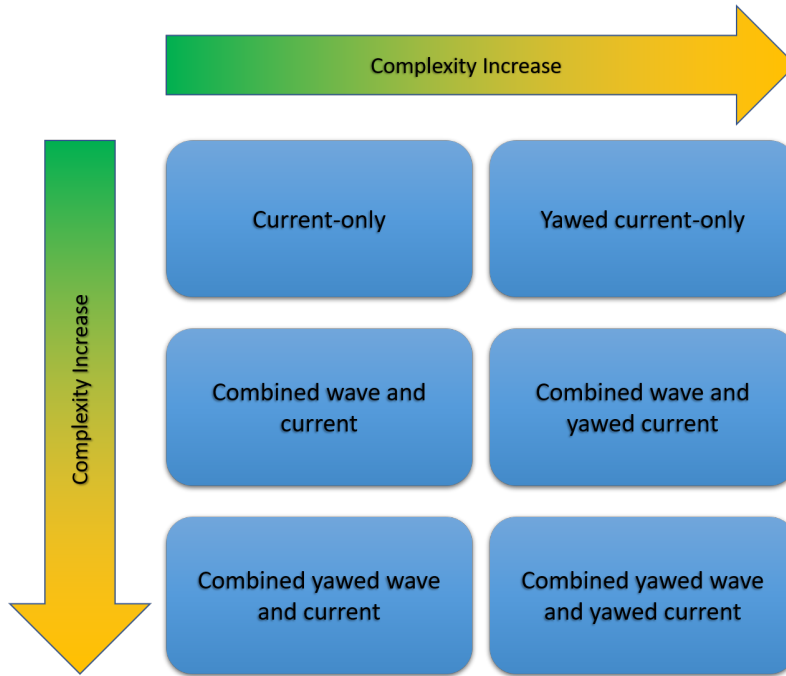 Complexity Increase
Complexity Increase
Current-only
Yawed current-only
Combined wave and
current
Combined wave and
yawed current
Combined yawed wave
and current
Combined yawed wave
and yawed current